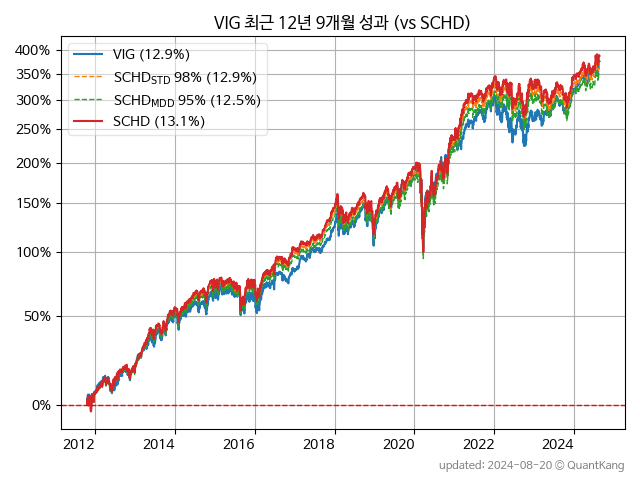 VIG 최근 12년 9개월 성과 (vs SCHD)
400%
350%
300%
250%
200%
150%
100%
50%
0%
VIG (12.9%)
SCHD_STD 98% (12.9%)
SCHD_MDD 95% (12.5%)
SCHD (13.1%)
2012 2014 2016 2018 2020 2022 2024
updated: 2024-08-20 © QuantKang